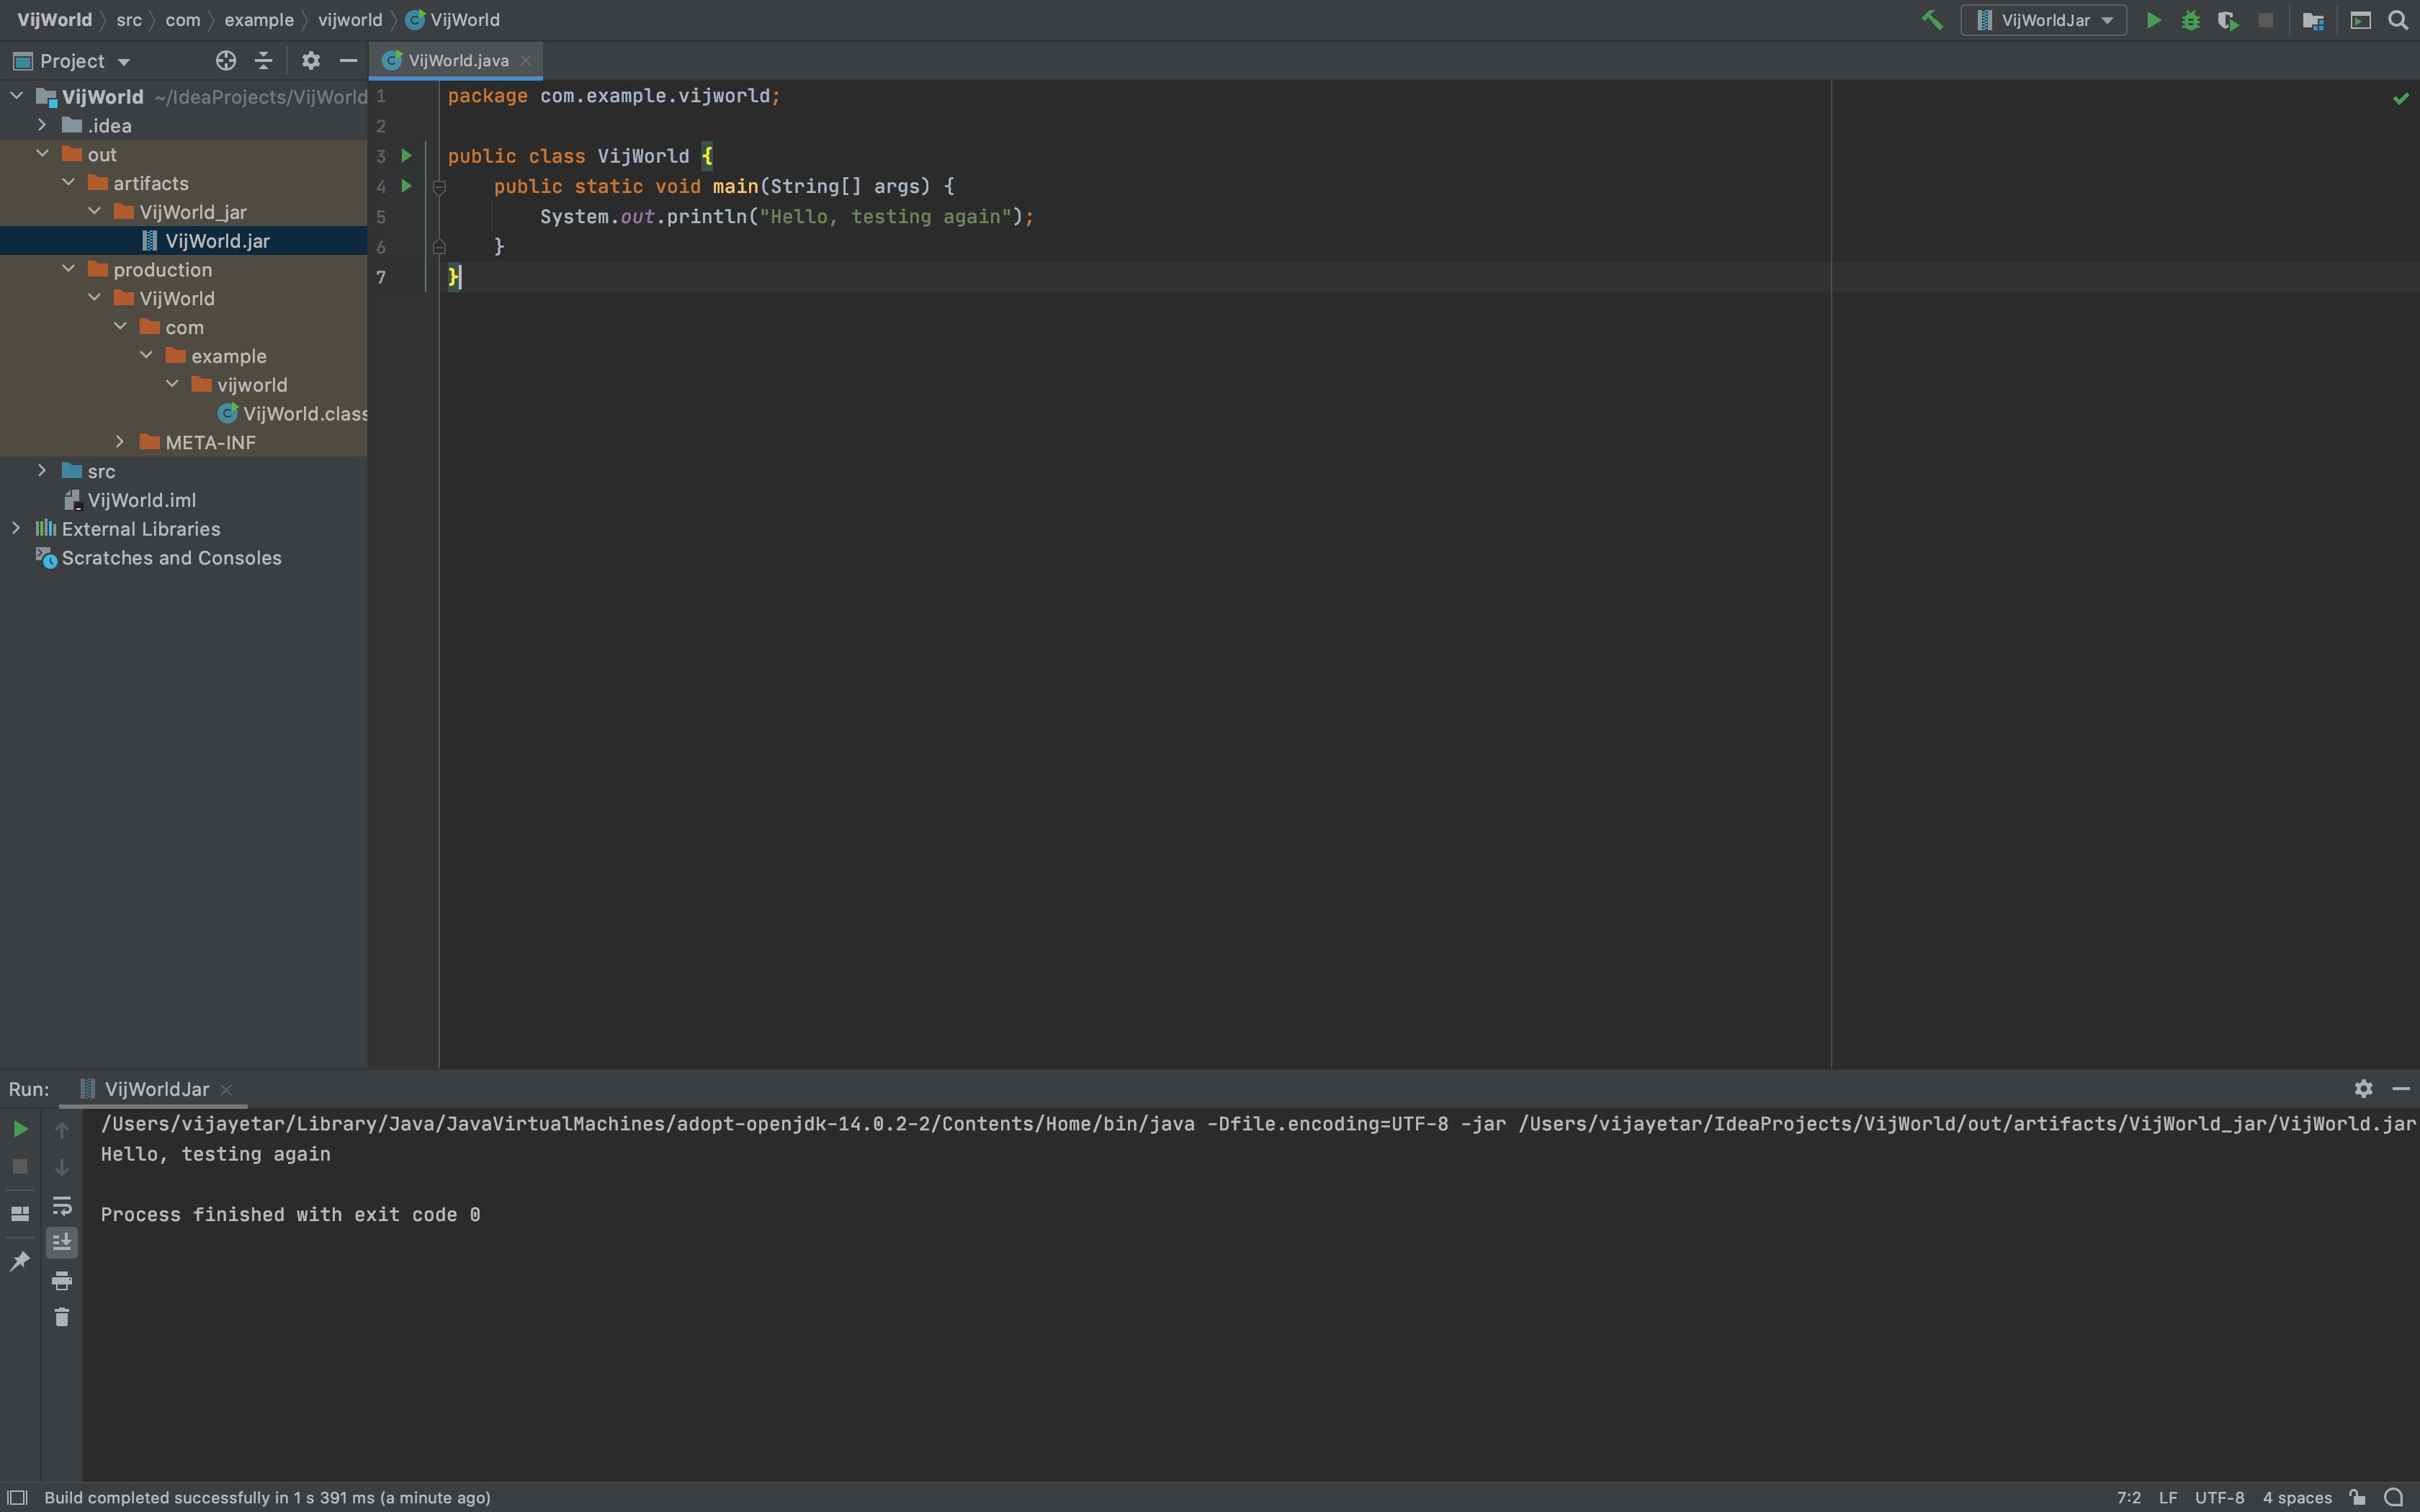 VijWorld src com example vijworld VijWorld
VijWorldJar
Project
VijWorld.java
VijWorld ~/IdeaProjects/VijWorld
.idea
out
artifacts
VijWorld_jar
VijWorld.jar
production
VijWorld
com
example
vijworld
VijWorld.class
META-INF
src
VijWorld.iml
External Libraries
Scratches and Consoles
1 package com.example.vijworld;
2
3 public class VijWorld {
4 public static void main(String[] args) {
5 System.out.println("Hello, testing again");
6 }
7 }
Run: VijWorldJar
/Users/vijayetar/Library/Java/JavaVirtualMachines/adopt-openjdk-14.0.2-2/Contents/Home/bin/java -Dfile.encoding=UTF-8 -jar /Users/vijayetar/IdeaProjects/VijWorld/out/artifacts/VijWorld_jar/VijWorld.jar
Hello, testing again
Process finished with exit code 0
Build completed successfully in 1 s 391 ms (a minute ago)
7:2 LF UTF-8 4 spaces